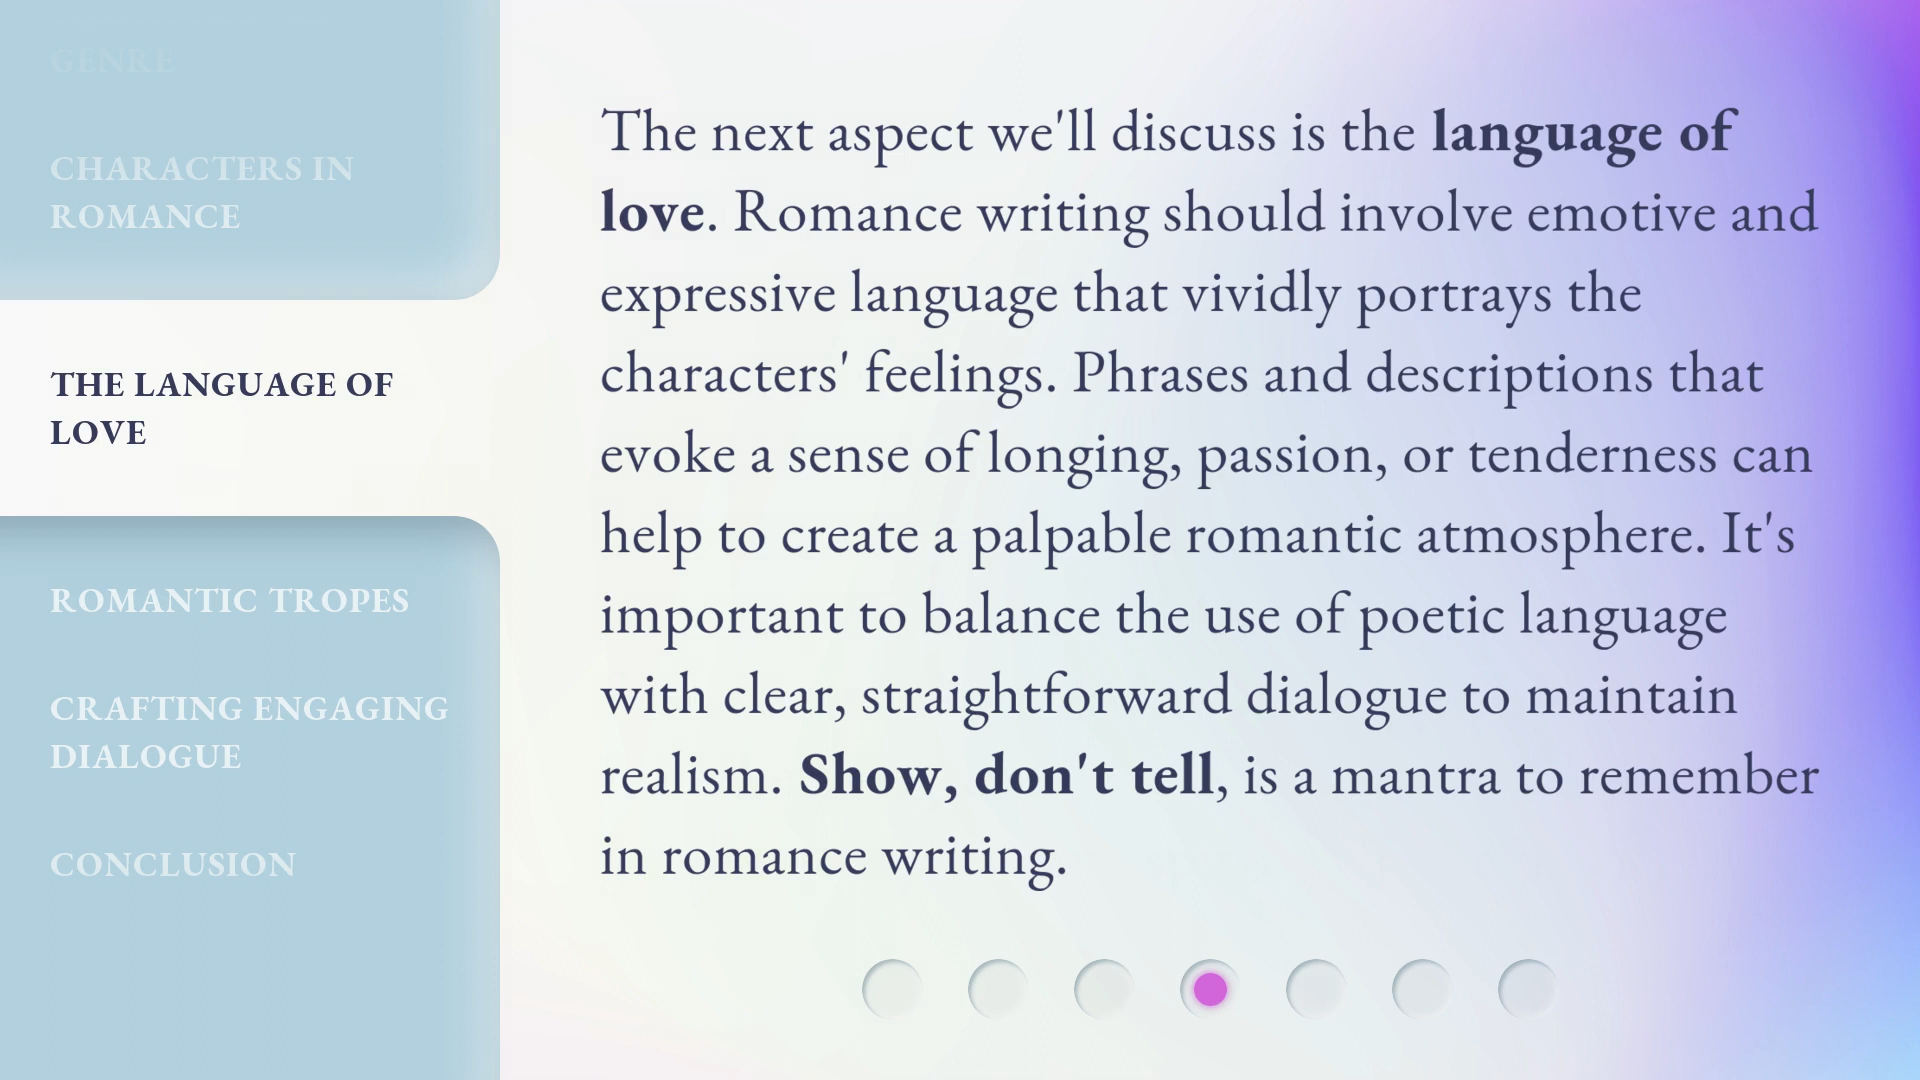 GENRE
CHARACTERS IN
ROMANCE
THE LANGUAGE OF
LOVE
ROMANTIC TROPES
CRAFTING ENGAGING
DIALOGUE
CONCLUSION
The next aspect we'll discuss is the language of
love. Romance writing should involve emotive and
expressive language that vividly portrays the
characters' feelings. Phrases and descriptions that
evoke a sense of longing, passion, or tenderness can
help to create a palpable romantic atmosphere. It's
important to balance the use of poetic language
with clear, straightforward dialogue to maintain
realism. Show, don't tell, is a mantra to remember
in romance writing.